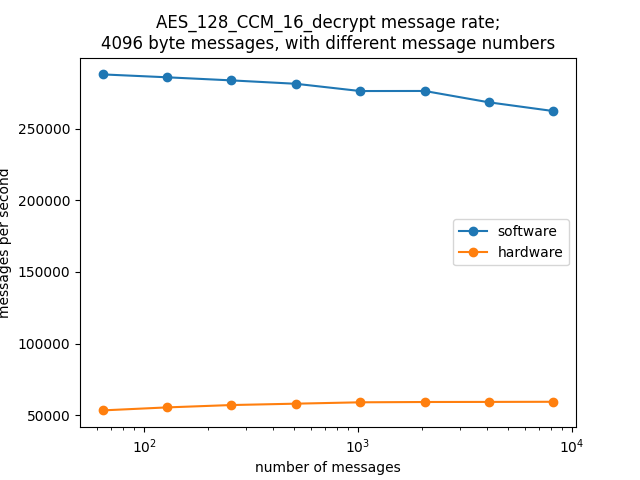 AES_128_CCM_16_decrypt message rate;
4096 byte messages, with different message numbers
messages per second
250000
200000
150000
100000
50000
software
hardware
10²
10³
10⁴
number of messages